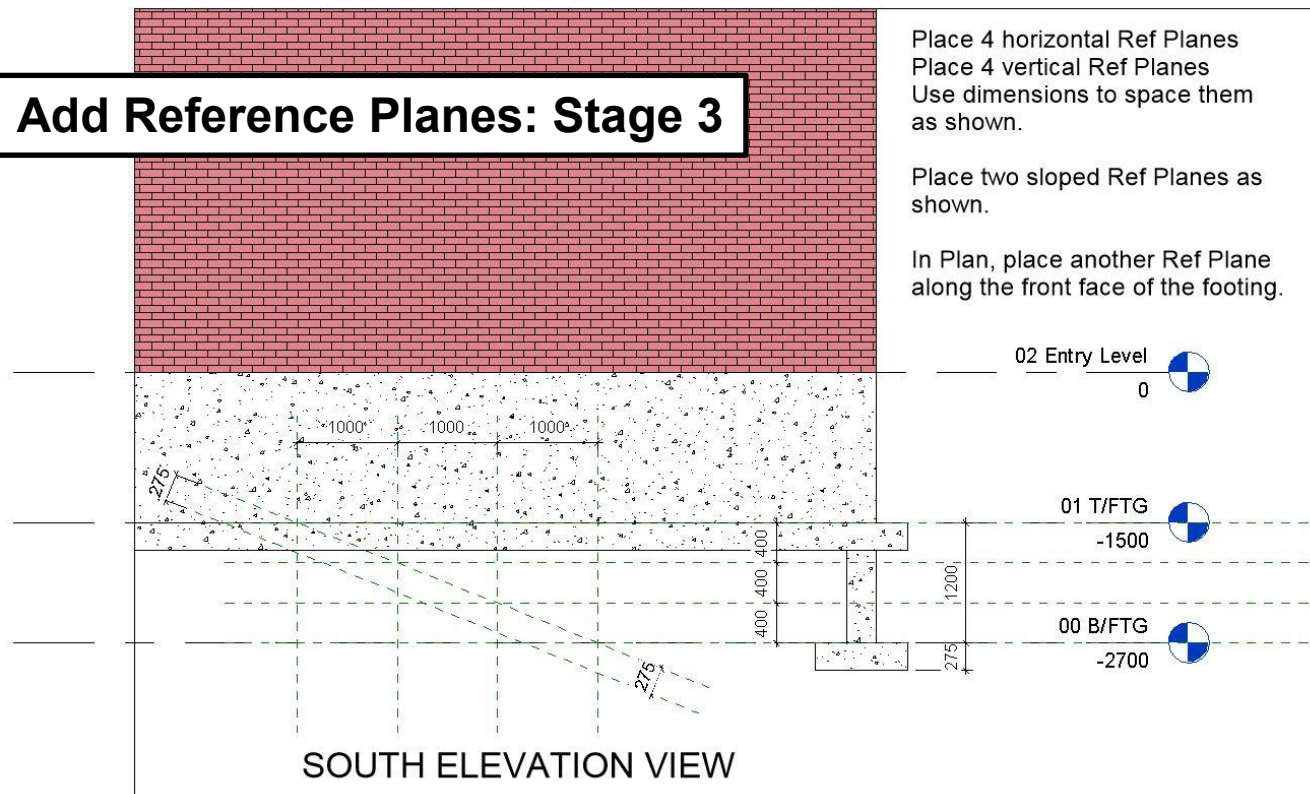 Add Reference Planes: Stage 3
Place 4 horizontal Ref Planes
Place 4 vertical Ref Planes
Use dimensions to space them
as shown.
Place two sloped Ref Planes as
shown.
In Plan, place another Ref Plane
along the front face of the footing.
02 Entry Level
0
1000
1000
1000
275
01 T/FTG
-1500
400
400
400
1200
00 B/FTG
-2700
275
275
SOUTH ELEVATION VIEW